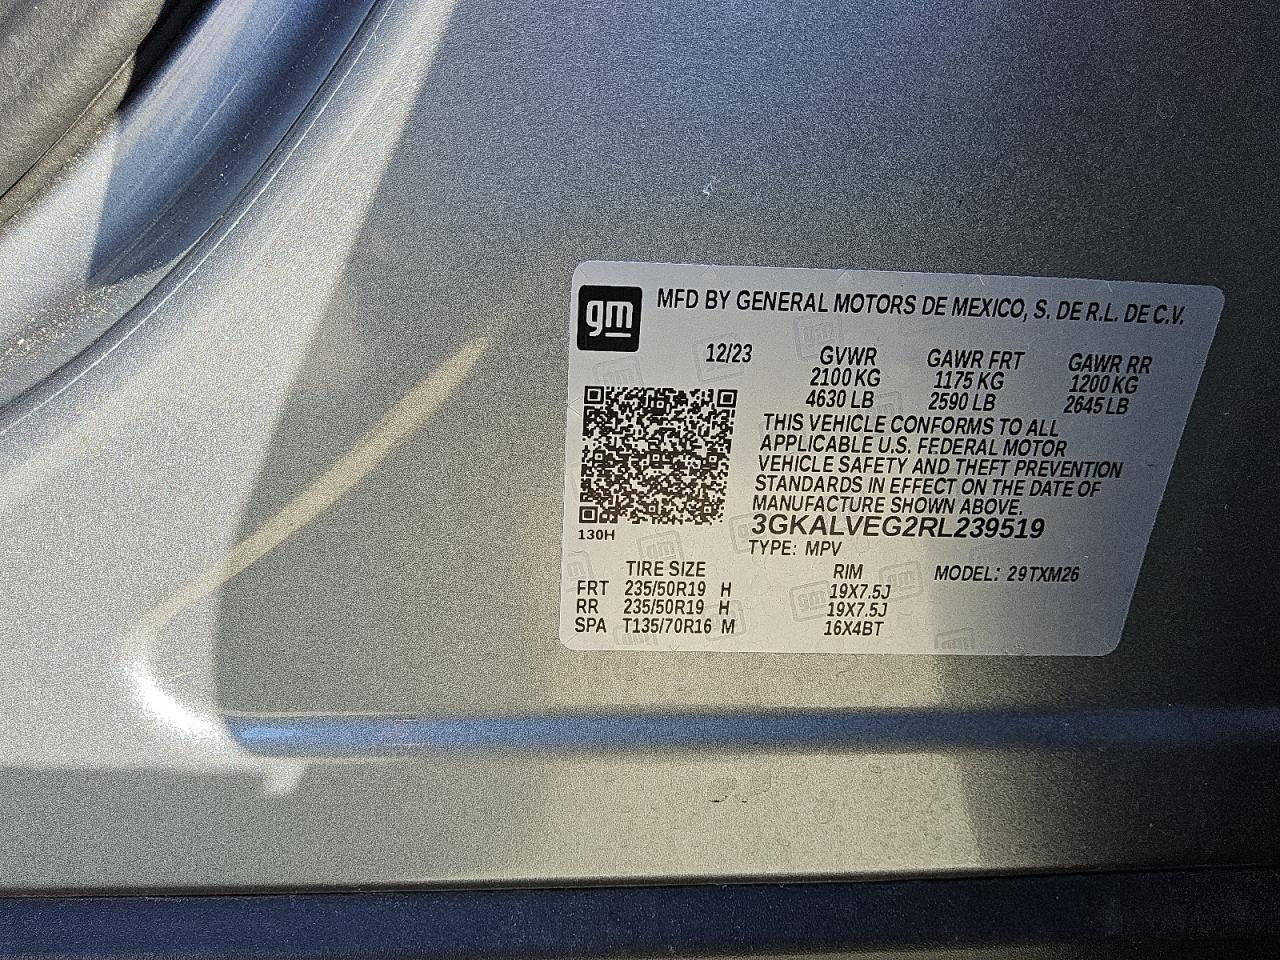 gm MFD BY GENERAL MOTORS DE MEXICO, S. DE R.L. DE C.V.
12/23 GVWR GAWR FRT GAWR RR
2100 KG 1175 KG 1200 KG
4630 LB 2590 LB 2645 LB
THIS VEHICLE CONFORMS TO ALL
APPLICABLE U.S. FEDERAL MOTOR
VEHICLE SAFETY AND THEFT PREVENTION
STANDARDS IN EFFECT ON THE DATE OF
MANUFACTURE SHOWN ABOVE.
3GKALVEG2RL239519
130H
TYPE: MPV
TIRE SIZE RIM MODEL: 29TXM26
FRT 235/50R19 H 19X7.5J
RR 235/50R19 H 19X7.5J
SPA T135/70R16 M 16X4BT